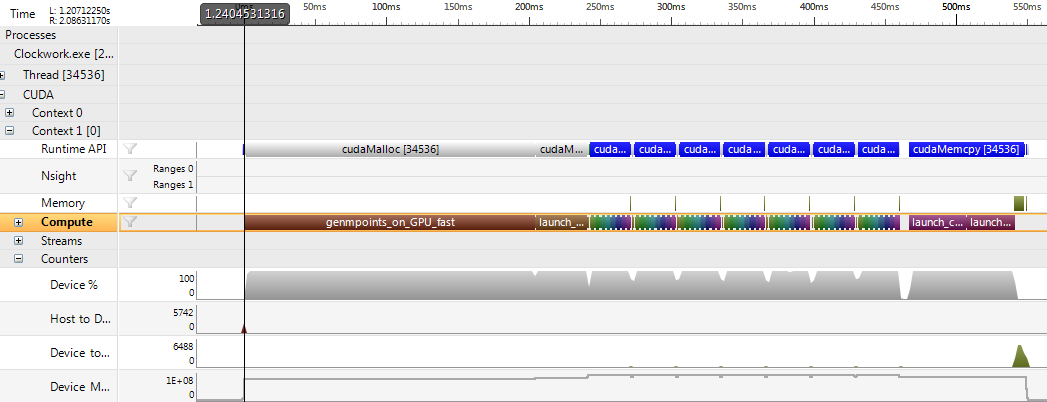 Time L: 1.20712250s R: 2.08631170s 1.2404531316 50ms 100ms 150ms 200ms 250ms 300ms 350ms 400ms 450ms 500ms 550ms
Processes
Clockwork.exe [2...
Thread [34536]
CUDA
Context 0
Context 1 [0]
Runtime API cudaMalloc [34536] cudaM... cuda... cuda... cuda... cuda... cuda... cuda... cuda... cudaMemcpy [34536]
Nsight Ranges 0
Ranges 1
Memory
Compute genmpoints_on_GPU_fast launch_... launch_c... launch...
Streams
Counters
Device % 100
0
Host to D... 5742
0
Device to... 6488
0
Device M... 1E+08
0